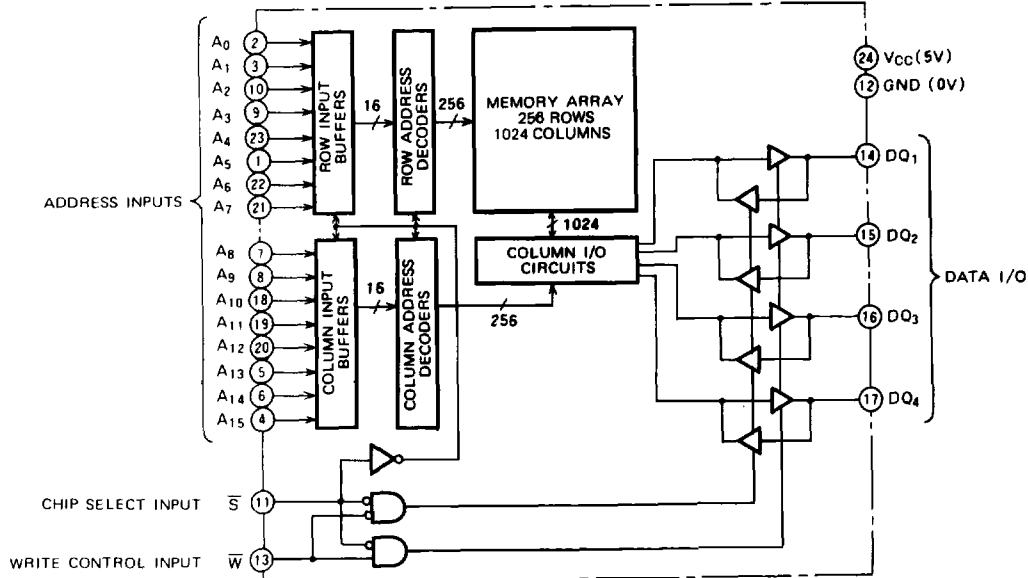 ADDRESS INPUTS
A0 2
A1 3
A2 10
A3 9
A4 23
A5 1
A6 22
A7 21
A8 7
A9 8
A10 18
A11 19
A12 20
A13 5
A14 6
A15 4
ROW INPUT
BUFFERS
16
ROW ADDRESS
DECODERS
256
MEMORY ARRAY
256 ROWS
1024 COLUMNS
24 VCC (5V)
12 GND (0V)
1024
COLUMN I/O
CIRCUITS
COLUMN INPUT
BUFFERS
16
COLUMN ADDRESS
DECODERS
256
14 DQ1
15 DQ2
16 DQ3
17 DQ4
DATA I/O
CHIP SELECT INPUT S̅ 11
WRITE CONTROL INPUT W̅ 13